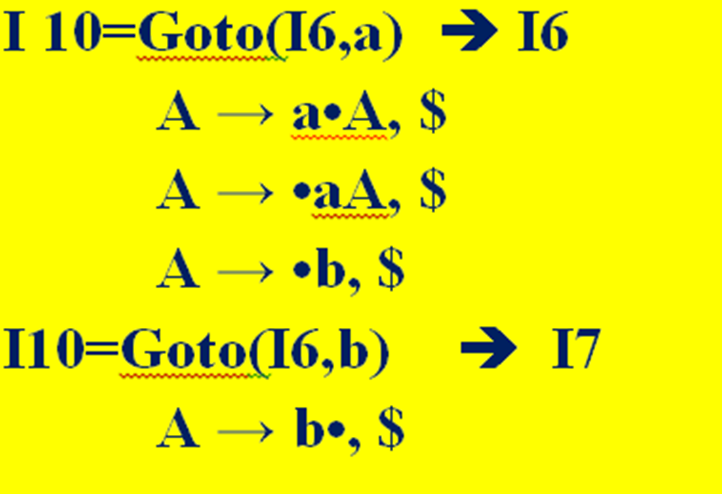 I 10=Goto(I6,a) ➔ I6
A → a•A, $
A → •aA, $
A → •b, $
I10=Goto(I6,b) ➔ I7
A → b•, $